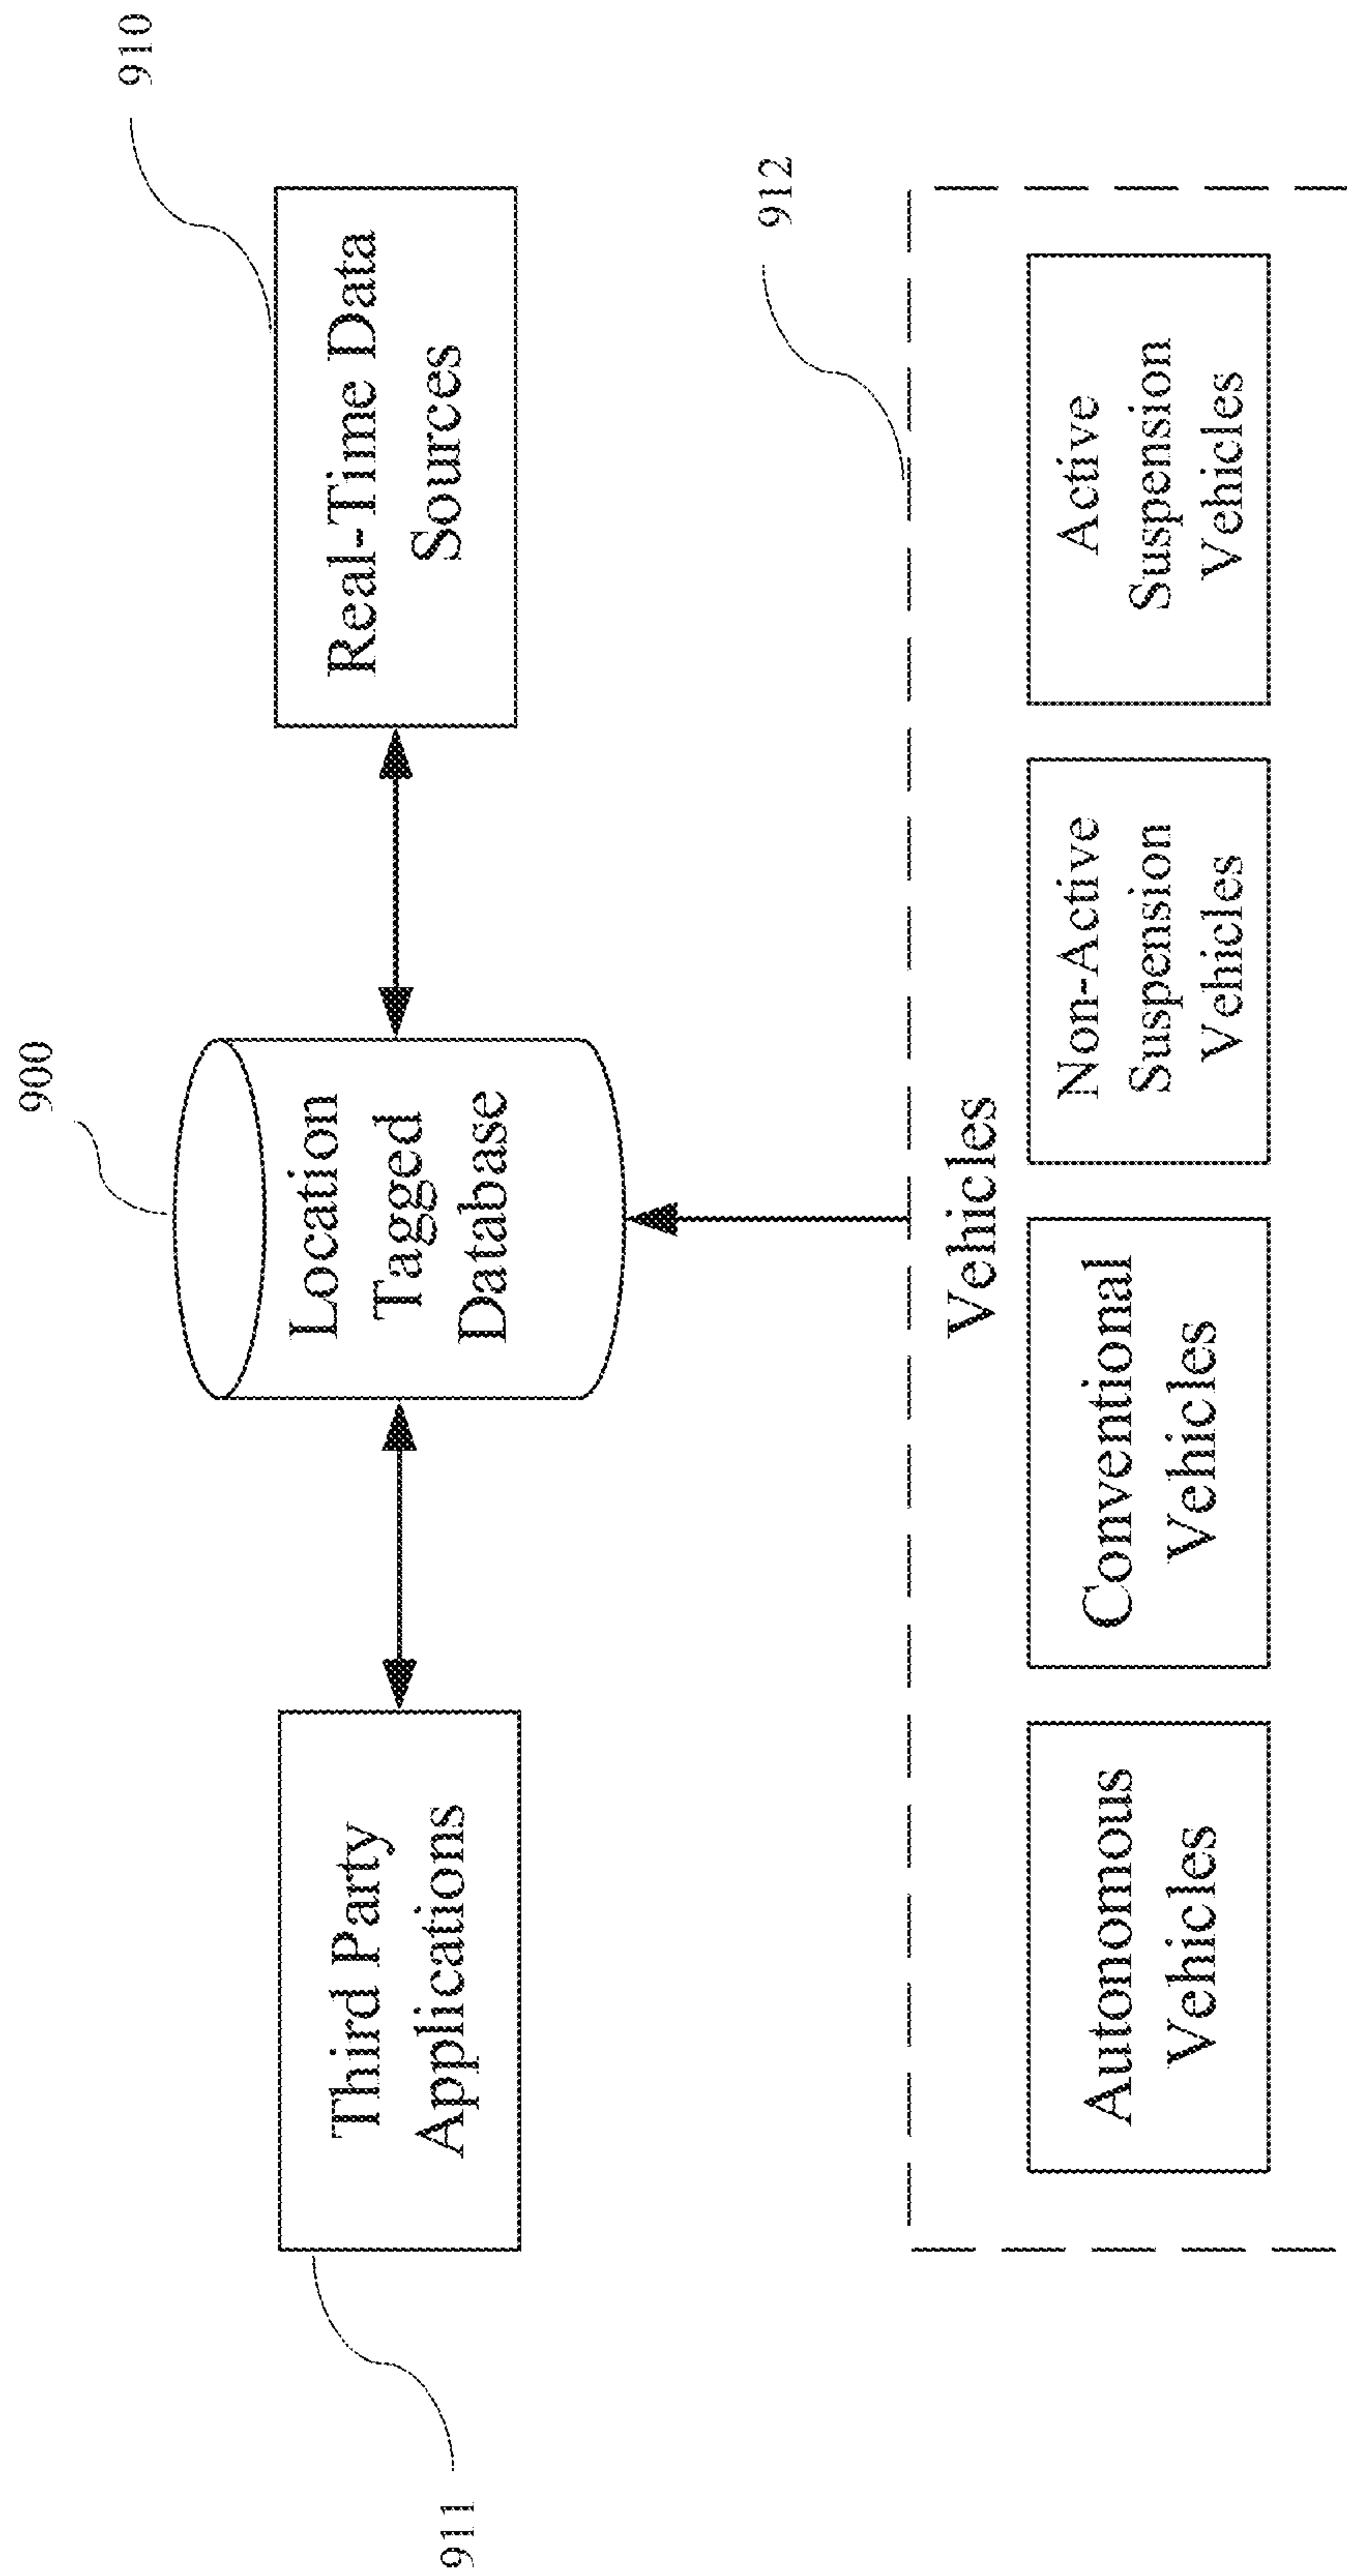 900
910
Location
Tagged
Database
Third Party
Applications
Real-Time Data
Sources
911
912
Vehicles
Autonomous
Vehicles
Conventional
Vehicles
Non-Active
Suspension
Vehicles
Active
Suspension
Vehicles